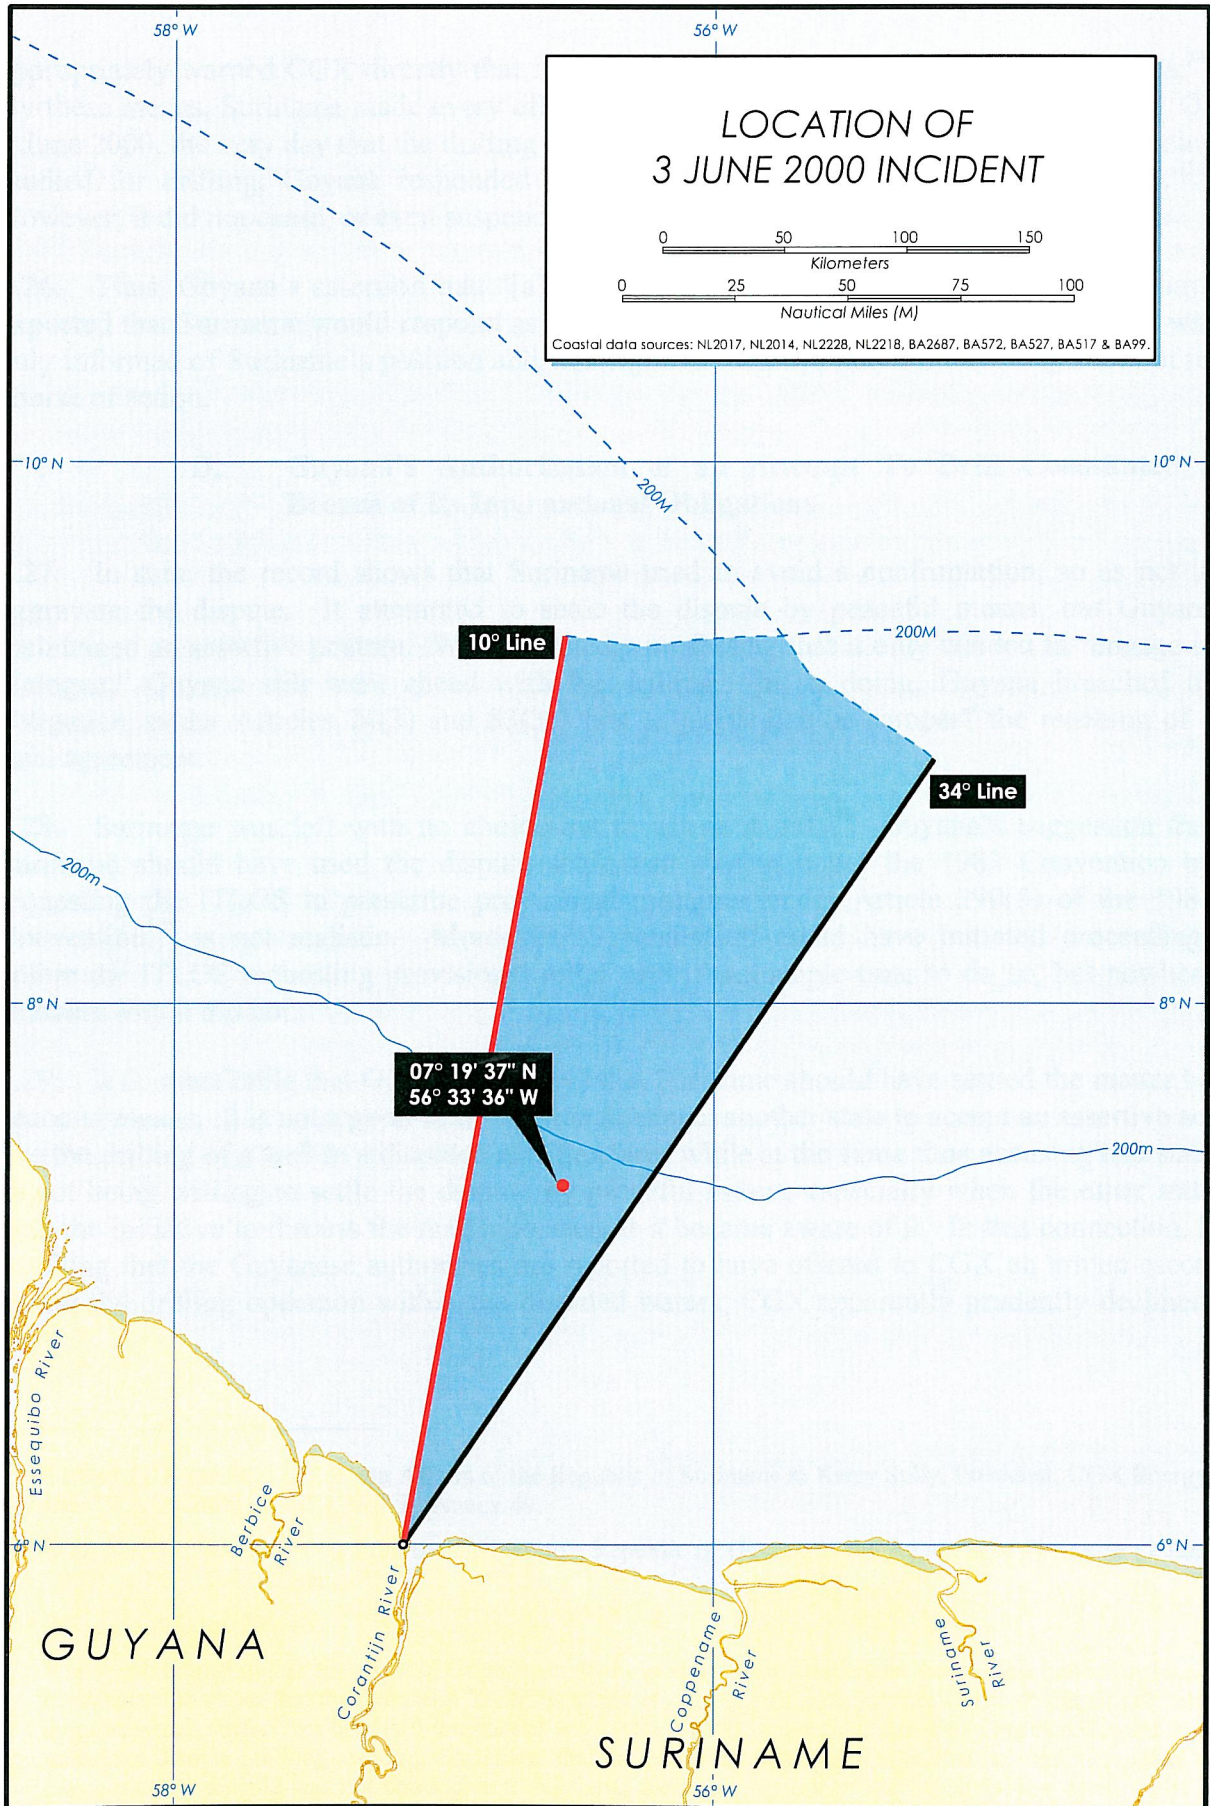 58° W
56° W
LOCATION OF
3 JUNE 2000 INCIDENT
0 50 100 150
Kilometers
0 25 50 75 100
Nautical Miles (M)
Coastal data sources: NL2017, NL2014, NL2228, NL2218, BA2687, BA572, BA527, BA517 & BA99.
10° N
10° N
200M
10° Line
200M
34° Line
200m
8° N
8° N
07° 19' 37" N
56° 33' 36" W
200m
Essequibo River
Berbice
River
6° N
6° N
Corantijn River
Coppename
River
Suriname
River
GUYANA
SURINAME
58° W
56° W